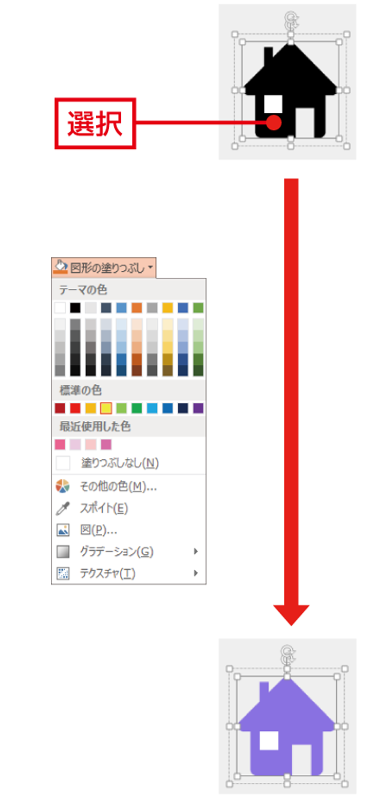 選択
図形の塗りつぶし
テーマの色
標準の色
最近使用した色
塗りつぶしなし(N)
その他の色(M)...
スポイト(E)
図(P)...
グラデーション(G)
テクスチャ(T)